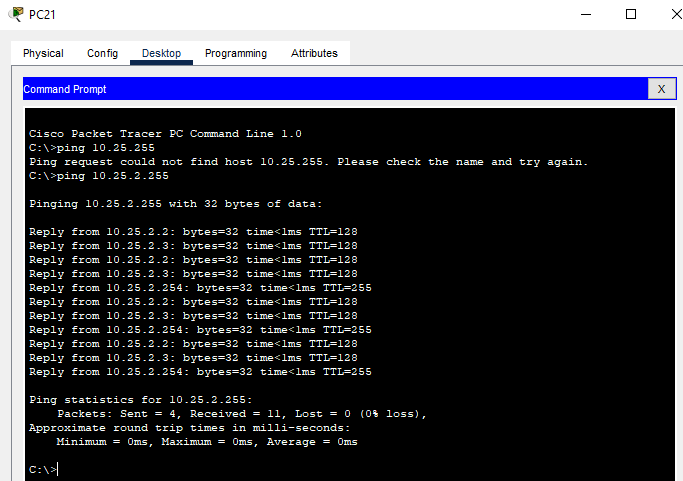 PC21
Physical Config Desktop Programming Attributes
Command Prompt
X
Cisco Packet Tracer PC Command Line 1.0
C:\>ping 10.25.255
Ping request could not find host 10.25.255. Please check the name and try again.
C:\>ping 10.25.2.255
Pinging 10.25.2.255 with 32 bytes of data:
Reply from 10.25.2.2: bytes=32 time<1ms TTL=128
Reply from 10.25.2.3: bytes=32 time<1ms TTL=128
Reply from 10.25.2.2: bytes=32 time<1ms TTL=128
Reply from 10.25.2.3: bytes=32 time<1ms TTL=128
Reply from 10.25.2.254: bytes=32 time<1ms TTL=255
Reply from 10.25.2.2: bytes=32 time<1ms TTL=128
Reply from 10.25.2.3: bytes=32 time<1ms TTL=128
Reply from 10.25.2.254: bytes=32 time<1ms TTL=255
Reply from 10.25.2.2: bytes=32 time<1ms TTL=128
Reply from 10.25.2.3: bytes=32 time<1ms TTL=128
Reply from 10.25.2.254: bytes=32 time<1ms TTL=255
Ping statistics for 10.25.2.255:
Packets: Sent = 4, Received = 11, Lost = 0 (0% loss),
Approximate round trip times in milli-seconds:
Minimum = 0ms, Maximum = 0ms, Average = 0ms
C:\>